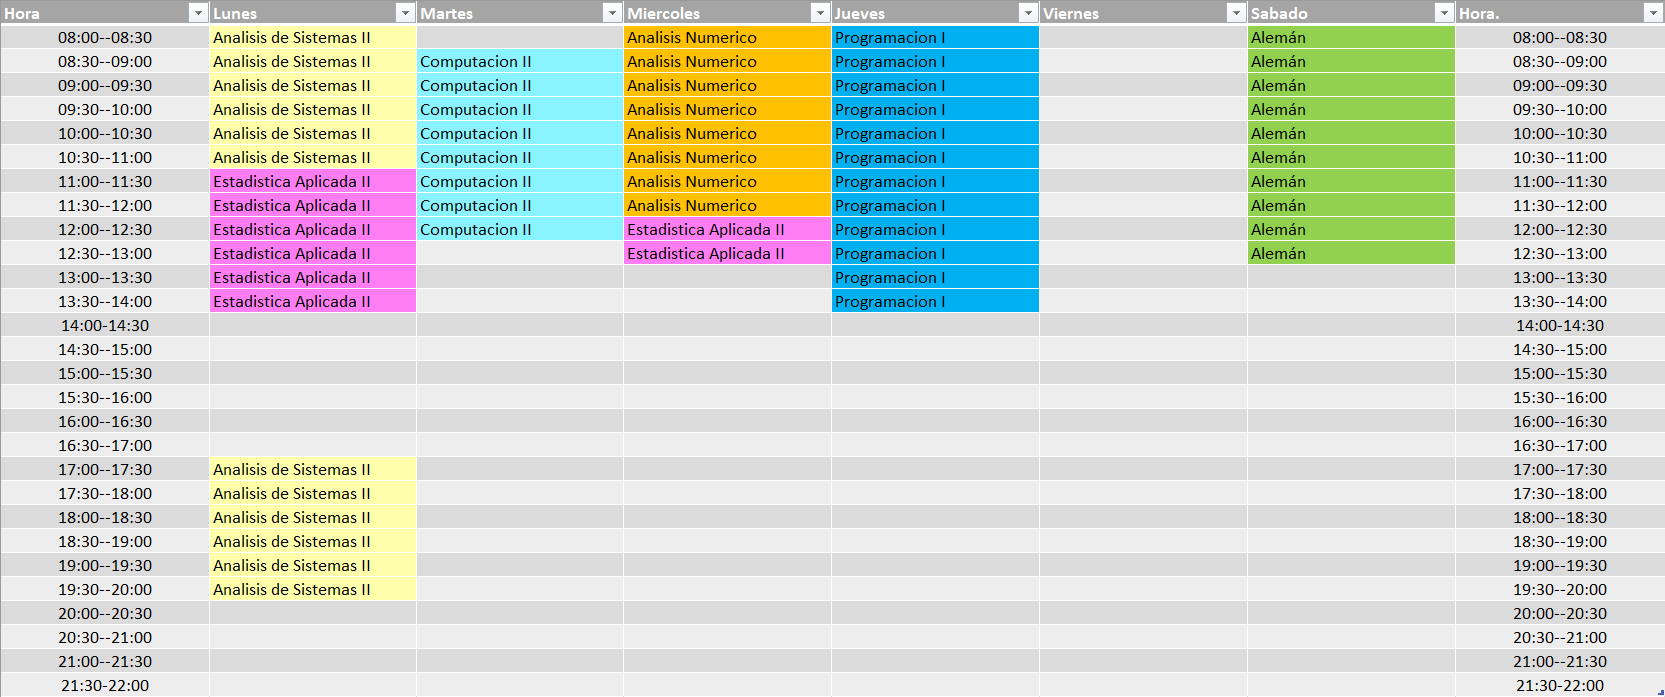 Hora Lunes Martes Miercoles Jueves Viernes Sabado Hora.
08:00--08:30 Analisis de Sistemas II Analisis Numerico Programacion I Alemán 08:00--08:30
08:30--09:00 Analisis de Sistemas II Computacion II Analisis Numerico Programacion I Alemán 08:30--09:00
09:00--09:30 Analisis de Sistemas II Computacion II Analisis Numerico Programacion I Alemán 09:00--09:30
09:30--10:00 Analisis de Sistemas II Computacion II Analisis Numerico Programacion I Alemán 09:30--10:00
10:00--10:30 Analisis de Sistemas II Computacion II Analisis Numerico Programacion I Alemán 10:00--10:30
10:30--11:00 Analisis de Sistemas II Computacion II Analisis Numerico Programacion I Alemán 10:30--11:00
11:00--11:30 Estadistica Aplicada II Computacion II Analisis Numerico Programacion I Alemán 11:00--11:30
11:30--12:00 Estadistica Aplicada II Computacion II Analisis Numerico Programacion I Alemán 11:30--12:00
12:00--12:30 Estadistica Aplicada II Computacion II Estadistica Aplicada II Programacion I Alemán 12:00--12:30
12:30--13:00 Estadistica Aplicada II Estadistica Aplicada II Programacion I Alemán 12:30--13:00
13:00--13:30 Estadistica Aplicada II Programacion I 13:00--13:30
13:30--14:00 Estadistica Aplicada II Programacion I 13:30--14:00
14:00-14:30 14:00-14:30
14:30--15:00 14:30--15:00
15:00--15:30 15:00--15:30
15:30--16:00 15:30--16:00
16:00--16:30 16:00--16:30
16:30--17:00 16:30--17:00
17:00--17:30 Analisis de Sistemas II 17:00--17:30
17:30--18:00 Analisis de Sistemas II 17:30--18:00
18:00--18:30 Analisis de Sistemas II 18:00--18:30
18:30--19:00 Analisis de Sistemas II 18:30--19:00
19:00--19:30 Analisis de Sistemas II 19:00--19:30
19:30--20:00 Analisis de Sistemas II 19:30--20:00
20:00--20:30 20:00--20:30
20:30--21:00 20:30--21:00
21:00--21:30 21:00--21:30
21:30-22:00 21:30-22:00